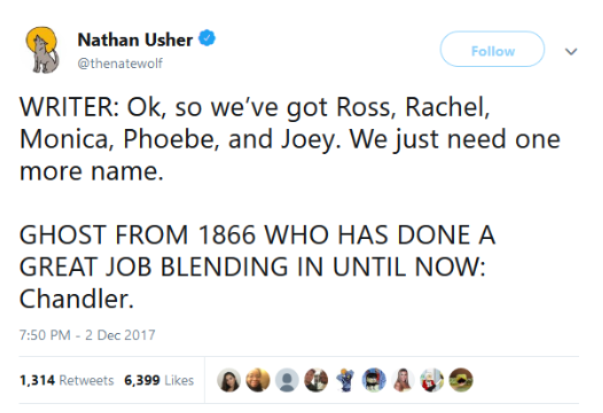 Nathan Usher
@thenatewolf
Follow
WRITER: Ok, so we've got Ross, Rachel,
Monica, Phoebe, and Joey. We just need one
more name.
GHOST FROM 1866 WHO HAS DONE A
GREAT JOB BLENDING IN UNTIL NOW:
Chandler.
7:50 PM - 2 Dec 2017
1,314 Retweets 6,399 Likes